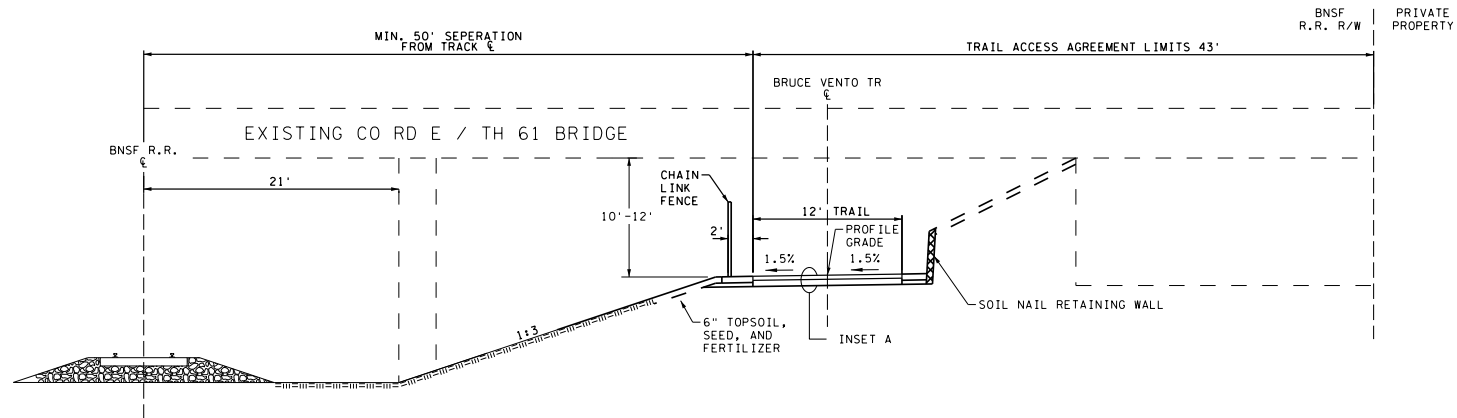 BNSF
R.R. R/W
PRIVATE
PROPERTY
MIN. 50' SEPERATION
FROM TRACK ℄
TRAIL ACCESS AGREEMENT LIMITS 43'
BRUCE VENTO TR
℄
EXISTING CO RD E / TH 61 BRIDGE
BNSF R.R.
℄
21'
CHAIN
LINK
FENCE
10'-12'
12' TRAIL
2'
PROFILE
GRADE
1.5%
1.5%
SOIL NAIL RETAINING WALL
1:3
6" TOPSOIL,
SEED, AND
FERTILIZER
INSET A